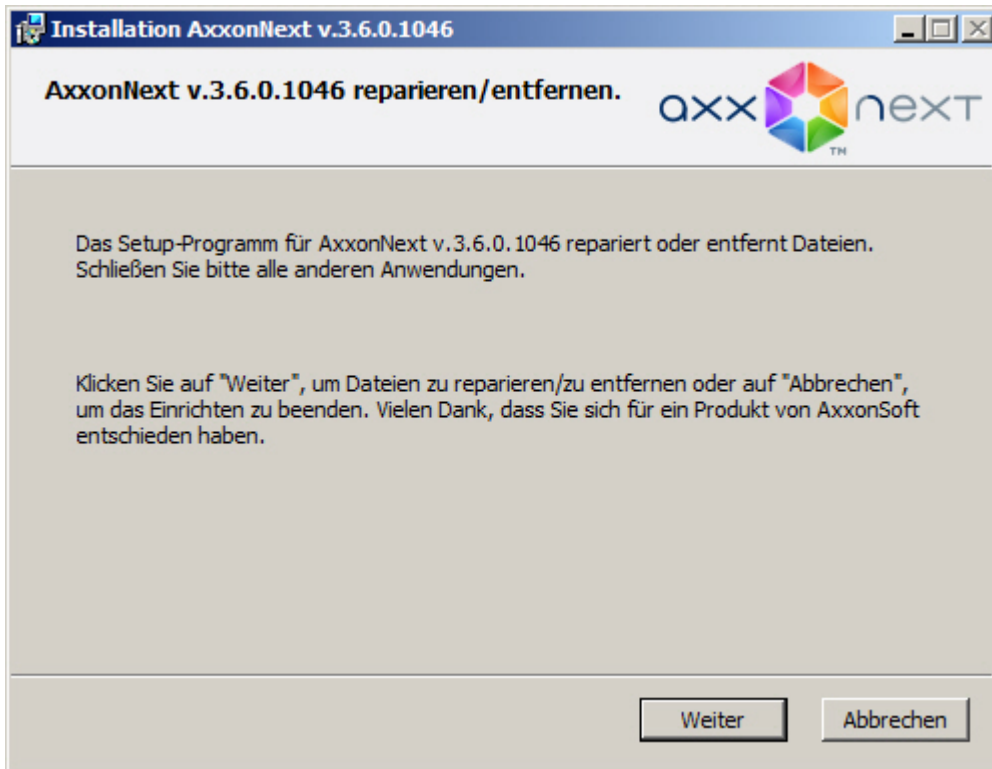 Installation AxxonNext v.3.6.0.1046
AxxonNext v.3.6.0.1046 reparieren/entfernen.
axx next
TM
Das Setup-Programm für AxxonNext v.3.6.0.1046 repariert oder entfernt Dateien.
Schließen Sie bitte alle anderen Anwendungen.
Klicken Sie auf "Weiter", um Dateien zu reparieren/zu entfernen oder auf "Abbrechen",
um das Einrichten zu beenden. Vielen Dank, dass Sie sich für ein Produkt von AxxonSoft
entschieden haben.
Weiter
Abbrechen